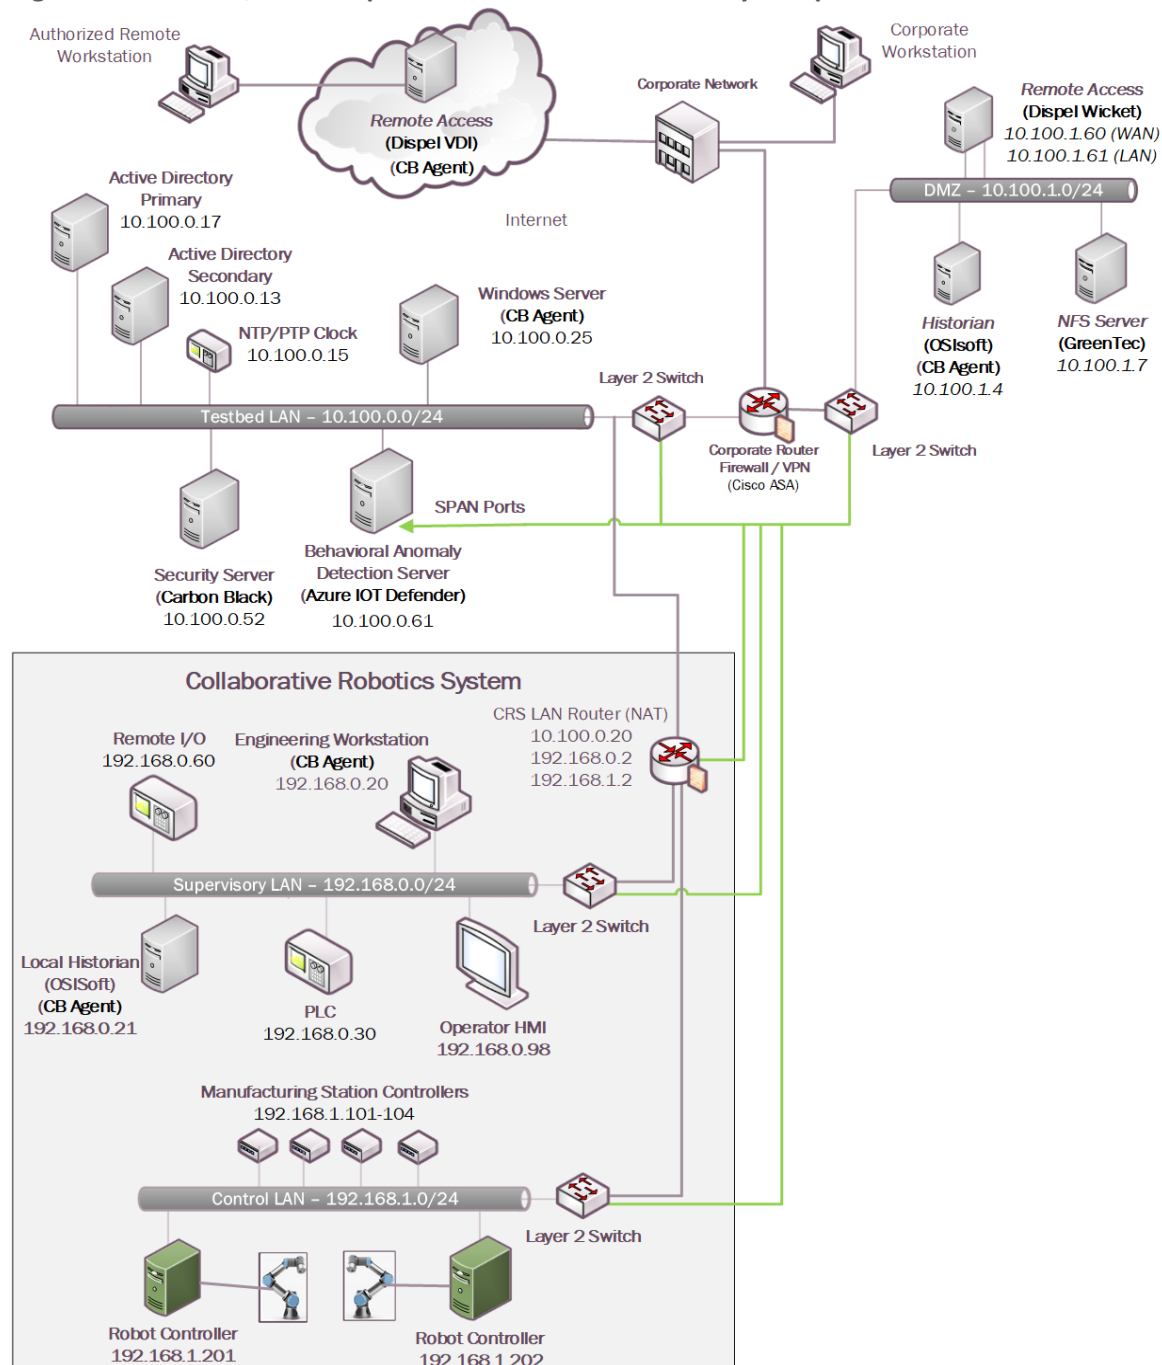 Authorized Remote
Workstation
Remote Access
(Dispel VDI)
(CB Agent)
Corporate Network
Corporate
Workstation
Remote Access
(Dispel Wicket)
10.100.1.60 (WAN)
10.100.1.61 (LAN)
DMZ – 10.100.1.0/24
Historian
(OSIsoft)
(CB Agent)
10.100.1.4
NFS Server
(GreenTec)
10.100.1.7
Internet
Active Directory
Primary
10.100.0.17
Active Directory
Secondary
10.100.0.13
NTP/PTP Clock
10.100.0.15
Windows Server
(CB Agent)
10.100.0.25
Layer 2 Switch
Testbed LAN – 10.100.0.0/24
Corporate Router
Firewall / VPN
(Cisco ASA)
Layer 2 Switch
SPAN Ports
Security Server
(Carbon Black)
10.100.0.52
Behavioral Anomaly
Detection Server
(Azure IOT Defender)
10.100.0.61
Collaborative Robotics System
CRS LAN Router (NAT)
10.100.0.20
192.168.0.2
192.168.1.2
Remote I/O
192.168.0.60
Engineering Workstation
(CB Agent)
192.168.0.20
Supervisory LAN – 192.168.0.0/24
Layer 2 Switch
Local Historian
(OSISoft)
(CB Agent)
192.168.0.21
PLC
192.168.0.30
Operator HMI
192.168.0.98
Manufacturing Station Controllers
192.168.1.101-104
Control LAN – 192.168.1.0/24
Layer 2 Switch
Robot Controller
192.168.1.201
Robot Controller
192.168.1.202